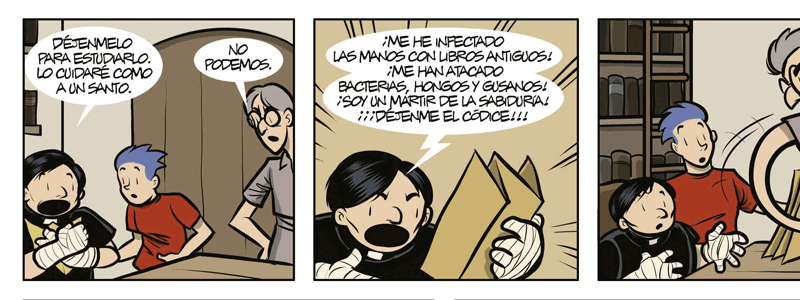 DÉJENMELO
PARA ESTUDIARLO.
LO CUIDARÉ COMO
A UN SANTO.
NO
PODEMOS.
¡ME HE INFECTADO
LAS MANOS CON LIBROS ANTIGUOS!
¡ME HAN ATACADO
BACTERIAS, HONGOS Y GUSANOS!
¡SOY UN MÁRTIR DE LA SABIDURÍA!
¡¡¡DÉJENME EL CÓDICE!!!